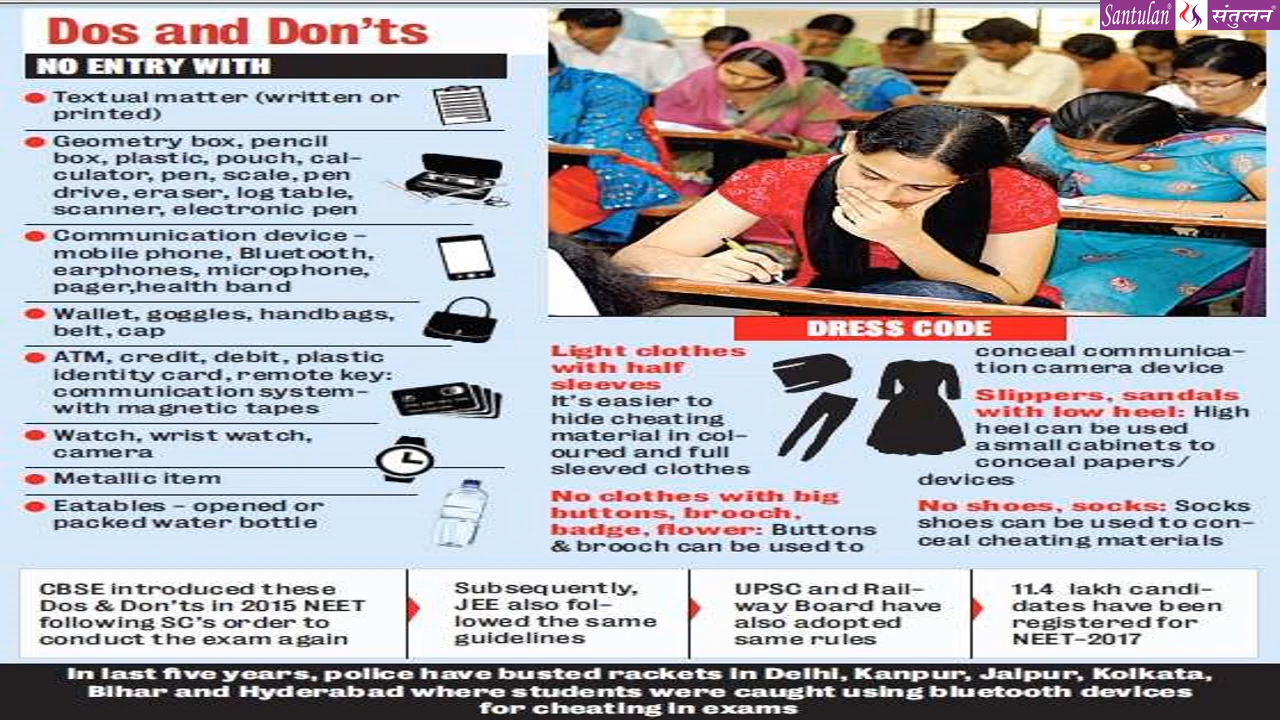 Santulan® संतुलन®
Dos and Don'ts
NO ENTRY WITH
Textual matter (written or
printed)
Geometry box, pencil
box, plastic, pouch, cal-
culator, pen, scale, pen
drive, eraser, log table,
scanner, electronic pen
Communication device –
mobile phone, Bluetooth,
earphones, microphone,
pager,health band
Wallet, goggles, handbags,
belt, cap
ATM, credit, debit, plastic
identity card, remote key:
communication system–
with magnetic tapes
Watch, wrist watch,
camera
Metallic item
Eatables – opened or
packed water bottle
DRESS CODE
Light clothes
with half
sleeves
It's easier to
hide cheating
material in col-
oured and full
sleeved clothes
No clothes with big
buttons, brooch,
badge, flower: Buttons
& brooch can be used to
conceal communica-
tion camera device
Slippers, sandals
with low heel: High
heel can be used
asmall cabinets to
conceal papers/
devices
No shoes, socks: Socks
shoes can be used to con-
ceal cheating materials
CBSE introduced these
Dos & Don'ts in 2015 NEET
following SC's order to
conduct the exam again
Subsequently,
JEE also fol-
lowed the same
guidelines
UPSC and Rail-
way Board have
also adopted
same rules
11.4 lakh candi-
dates have been
registered for
NEET-2017
In last five years, police have busted rackets in Delhi, Kanpur, Jaipur, Kolkata,
Bihar and Hyderabad where students were caught using bluetooth devices
for cheating in exams